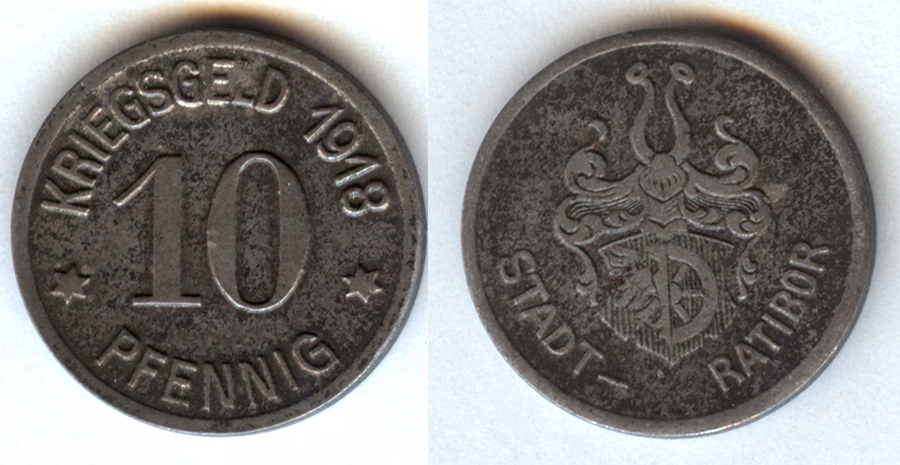 KRIEGSGELD 1918
10
PFENNIG
STADT – RATIBOR